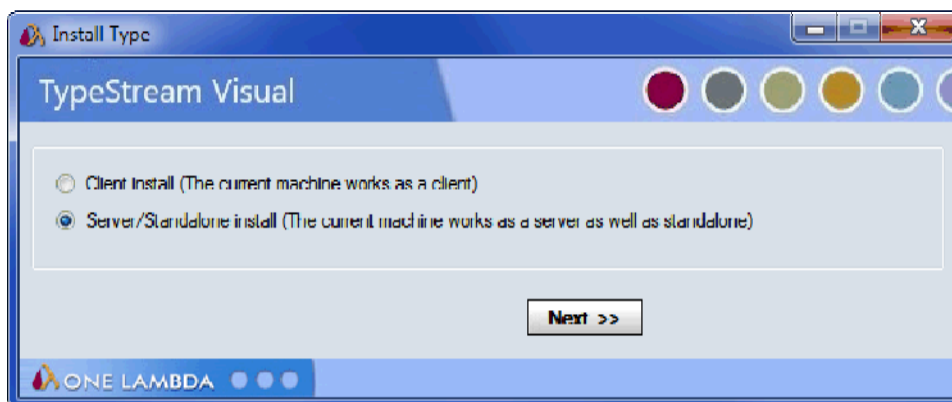 Install Type
TypeStream Visual
Client install (The current machine works as a client)
Server/Standalone install (The current machine works as a server as well as standalone)
Next >>
ONE LAMBDA